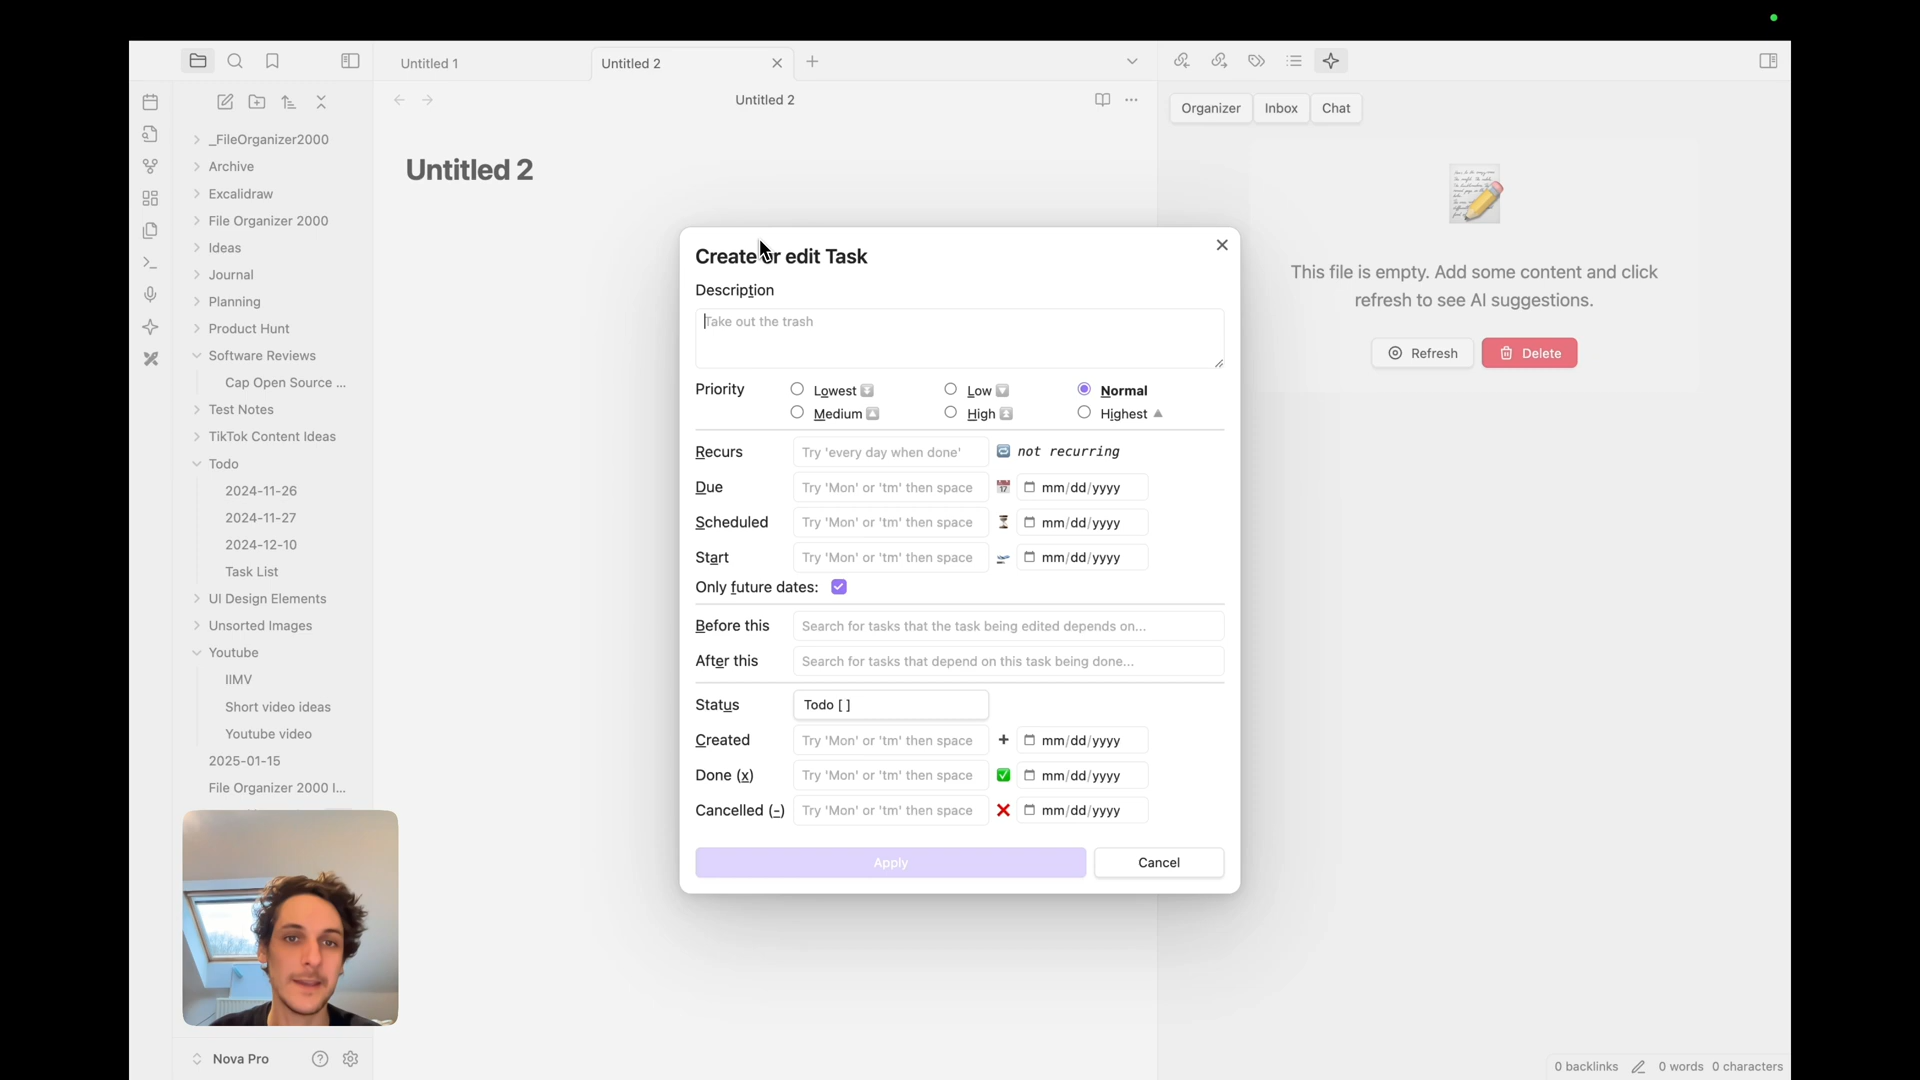 Untitled 1
Untitled 2
Untitled 2
Untitled 2
_FileOrganizer2000
Archive
Excalidraw
File Organizer 2000
Ideas
Journal
Planning
Product Hunt
Software Reviews
Cap Open Source ...
Test Notes
TikTok Content Ideas
Todo
2024-11-26
2024-11-27
2024-12-10
Task List
UI Design Elements
Unsorted Images
Youtube
IIMV
Short video ideas
Youtube video
2025-01-15
File Organizer 2000 I...
Nova Pro
Create or edit Task
Description
Take out the trash
Priority
Lowest Low Normal
Medium High Highest
Recurs Try 'every day when done' not recurring
Due Try 'Mon' or 'tm' then space mm/dd/yyyy
Scheduled Try 'Mon' or 'tm' then space mm/dd/yyyy
Start Try 'Mon' or 'tm' then space mm/dd/yyyy
Only future dates:
Before this Search for tasks that the task being edited depends on...
After this Search for tasks that depend on this task being done...
Status Todo [ ]
Created Try 'Mon' or 'tm' then space mm/dd/yyyy
Done (x) Try 'Mon' or 'tm' then space mm/dd/yyyy
Cancelled (-) Try 'Mon' or 'tm' then space mm/dd/yyyy
Apply Cancel
Organizer Inbox Chat
This file is empty. Add some content and click
refresh to see AI suggestions.
Refresh Delete
0 backlinks 0 words 0 characters